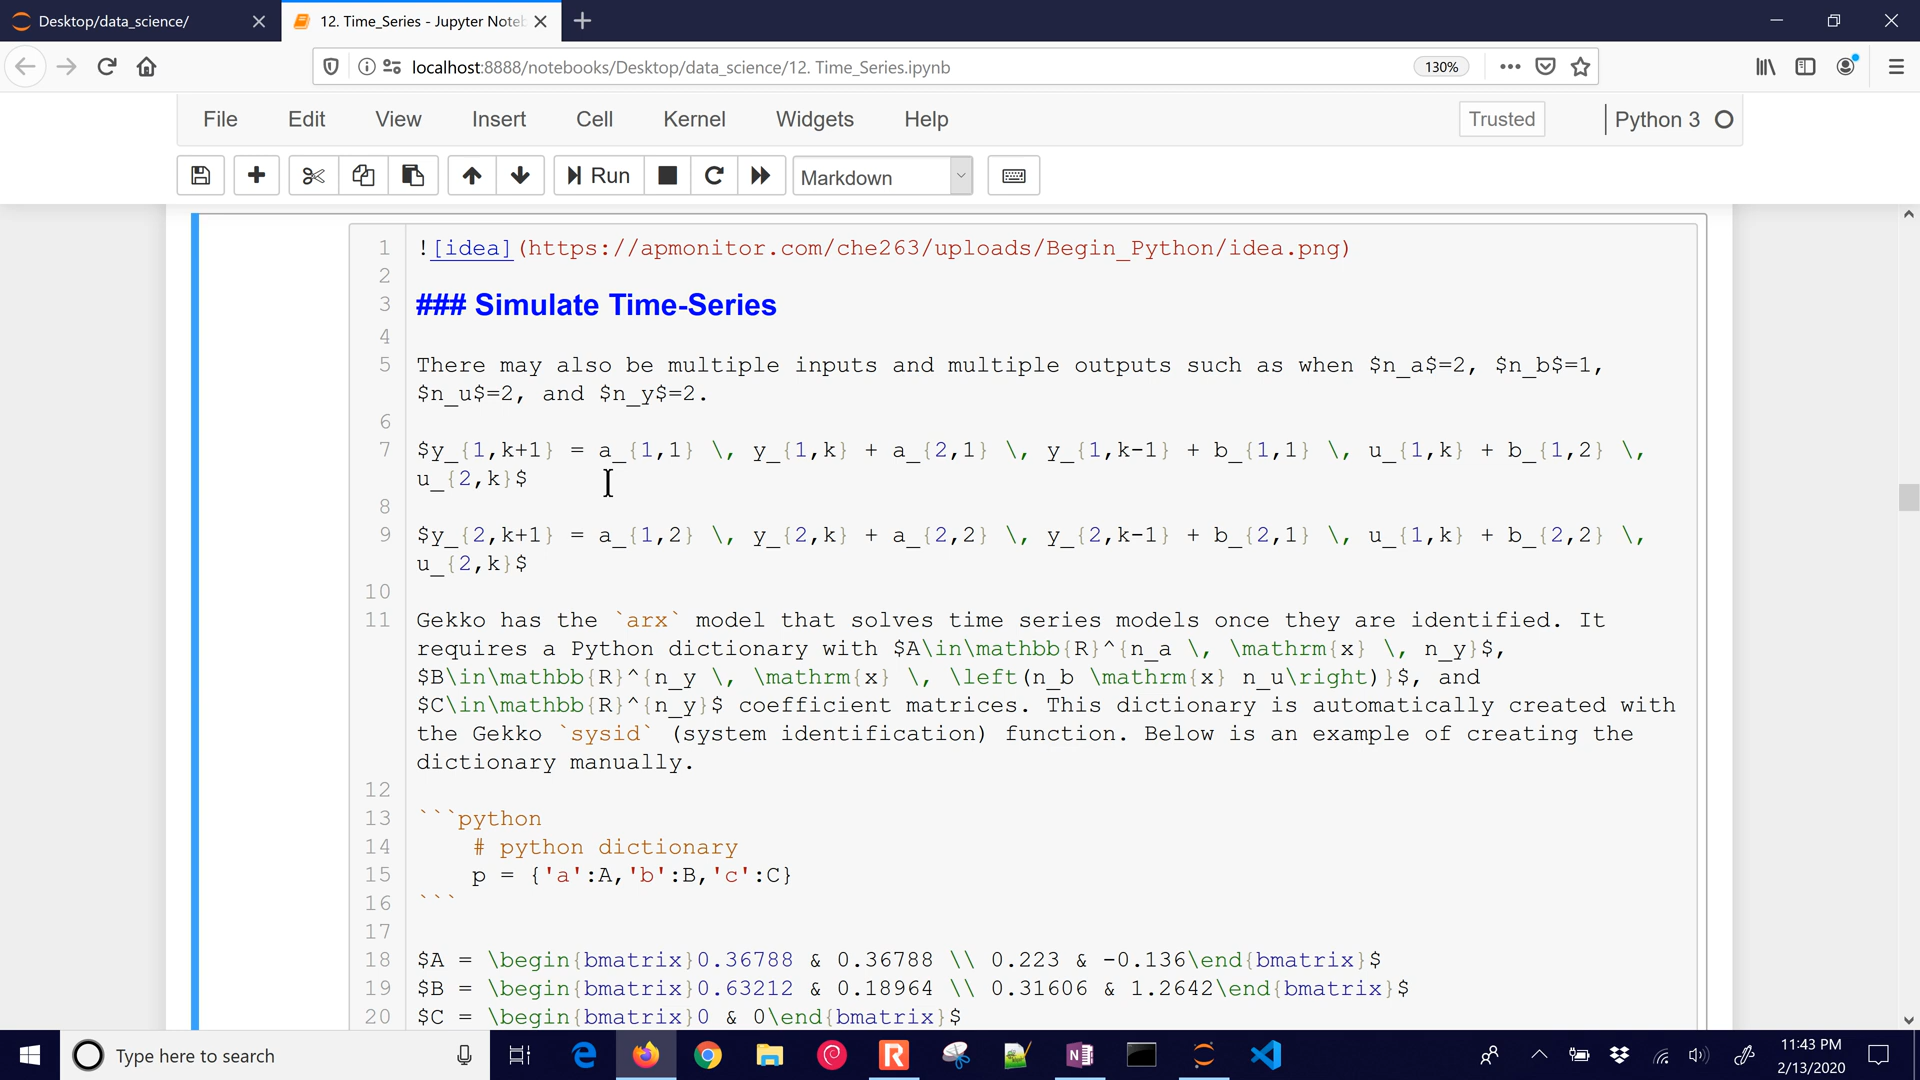 Desktop/data_science/
12. Time_Series - Jupyter Noteb
localhost:8888/notebooks/Desktop/data_science/12. Time_Series.ipynb
130%
File Edit View Insert Cell Kernel Widgets Help
Trusted
Python 3
Run
Markdown
1 ![idea](https://apmonitor.com/che263/uploads/Begin_Python/idea.png)
2
3 ### Simulate Time-Series
4
5 There may also be multiple inputs and multiple outputs such as when $n_a$=2, $n_b$=1,
$n_u$=2, and $n_y$=2.
6
7 $y_{1,k+1} = a_{1,1} \, y_{1,k} + a_{2,1} \, y_{1,k-1} + b_{1,1} \, u_{1,k} + b_{1,2} \,
u_{2,k}$
8
9 $y_{2,k+1} = a_{1,2} \, y_{2,k} + a_{2,2} \, y_{2,k-1} + b_{2,1} \, u_{1,k} + b_{2,2} \,
u_{2,k}$
10
11 Gekko has the `arx` model that solves time series models once they are identified. It
requires a Python dictionary with $A\in\mathbb{R}^{n_a \, \mathrm{x} \, n_y}$,
$B\in\mathbb{R}^{n_y \, \mathrm{x} \, \left(n_b \mathrm{x} n_u\right)}$, and
$C\in\mathbb{R}^{n_y}$ coefficient matrices. This dictionary is automatically created with
the Gekko `sysid` (system identification) function. Below is an example of creating the
dictionary manually.
12
13 ```python
14 # python dictionary
15 p = {'a':A,'b':B,'c':C}
16 ```
17
18 $A = \begin{bmatrix}0.36788 & 0.36788 \\ 0.223 & -0.136\end{bmatrix}$
19 $B = \begin{bmatrix}0.63212 & 0.18964 \\ 0.31606 & 1.2642\end{bmatrix}$
20 $C = \begin{bmatrix}0 & 0\end{bmatrix}$
Type here to search
11:43 PM
2/13/2020